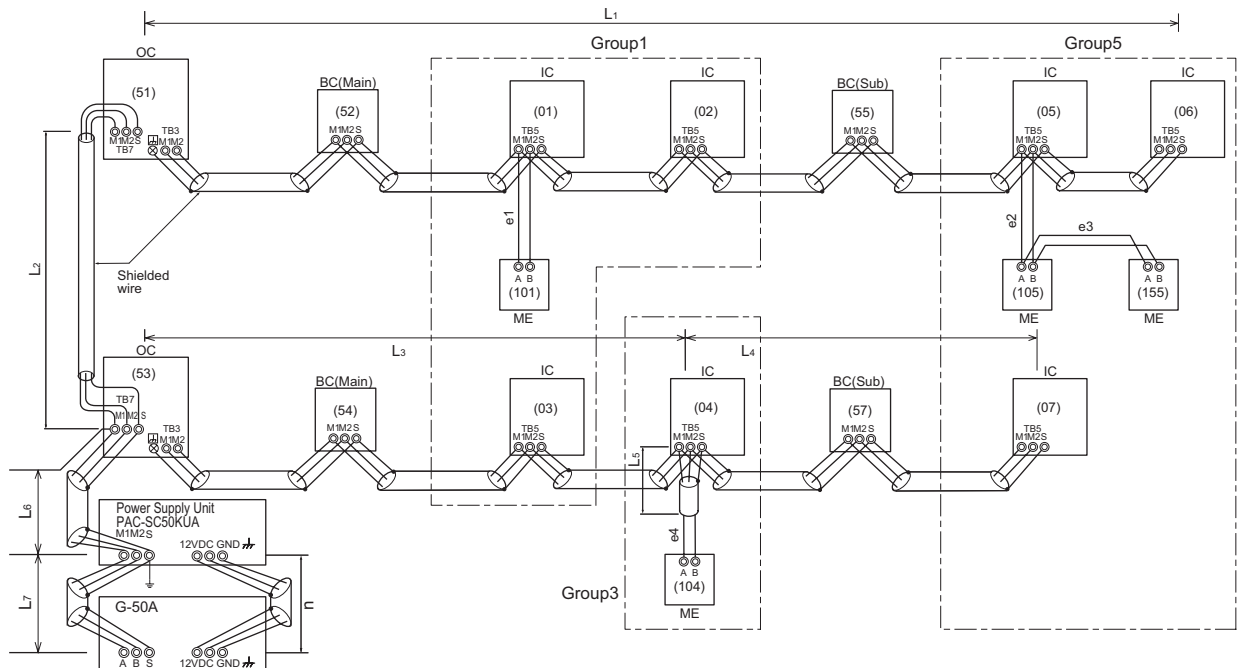 L1
Group1
Group5
OC
(51)
M1M2S
TB7
TB3
M1M2
BC(Main)
(52)
M1M2S
IC
(01)
TB5
M1M2S
IC
(02)
TB5
M1M2S
BC(Sub)
(55)
M1M2S
IC
(05)
TB5
M1M2S
IC
(06)
TB5
M1M2S
L2
Shielded
wire
e1
A B
(101)
ME
e2
e3
A B
(105)
ME
A B
(155)
ME
L3
L4
OC
(53)
TB7
M1 M2 S
TB3
M1M2
BC(Main)
(54)
M1M2S
IC
(03)
TB5
M1M2S
IC
(04)
TB5
M1M2S
BC(Sub)
(57)
M1M2S
IC
(07)
TB5
M1M2S
L5
e4
A B
(104)
ME
Group3
L6
Power Supply Unit
PAC-SC50KUA
M1M2S
12VDC GND
L7
n
G-50A
A B S
12VDC GND